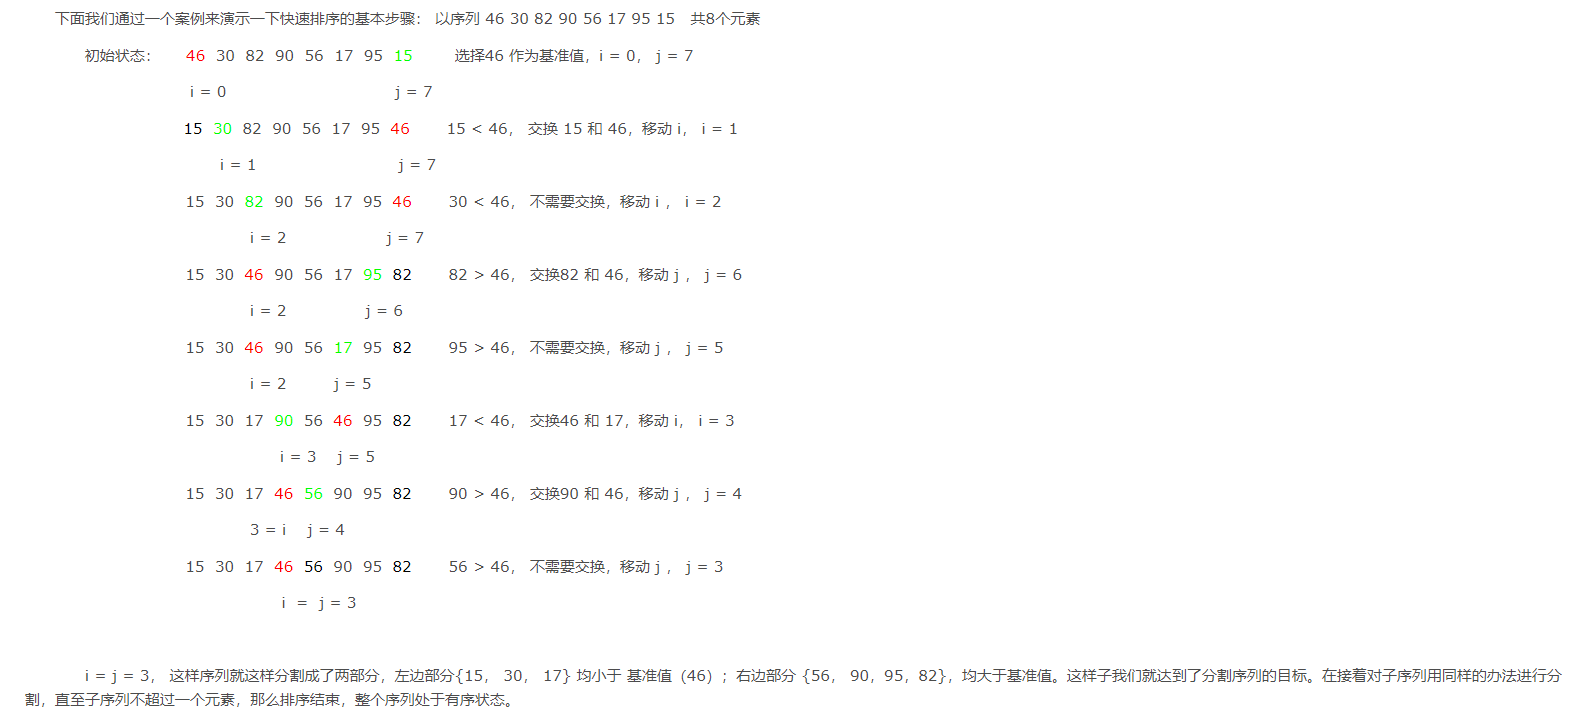 下面我们通过一个案例来演示一下快速排序的基本步骤： 以序列 46 30 82 90 56 17 95 15 共8个元素
初始状态： 46 30 82 90 56 17 95 15 选择46 作为基准值，i = 0， j = 7
i = 0 j = 7
15 30 82 90 56 17 95 46 15 < 46， 交换 15 和 46，移动 i， i = 1
i = 1 j = 7
15 30 82 90 56 17 95 46 30 < 46， 不需要交换，移动 i ， i = 2
i = 2 j = 7
15 30 46 90 56 17 95 82 82 > 46， 交换82 和 46，移动 j ， j = 6
i = 2 j = 6
15 30 46 90 56 17 95 82 95 > 46， 不需要交换，移动 j ， j = 5
i = 2 j = 5
15 30 17 90 56 46 95 82 17 < 46， 交换46 和 17，移动 i， i = 3
i = 3 j = 5
15 30 17 46 56 90 95 82 90 > 46， 交换90 和 46，移动 j ， j = 4
3 = i j = 4
15 30 17 46 56 90 95 82 56 > 46， 不需要交换，移动 j ， j = 3
i = j = 3
i = j = 3， 这样序列就这样分割成了两部分，左边部分{15， 30， 17} 均小于 基准值（46）；右边部分 {56， 90，95，82}，均大于基准值。这样子我们就达到了分割序列的目标。在接着对子序列用同样的办法进行分
割，直至子序列不超过一个元素，那么排序结束，整个序列处于有序状态。